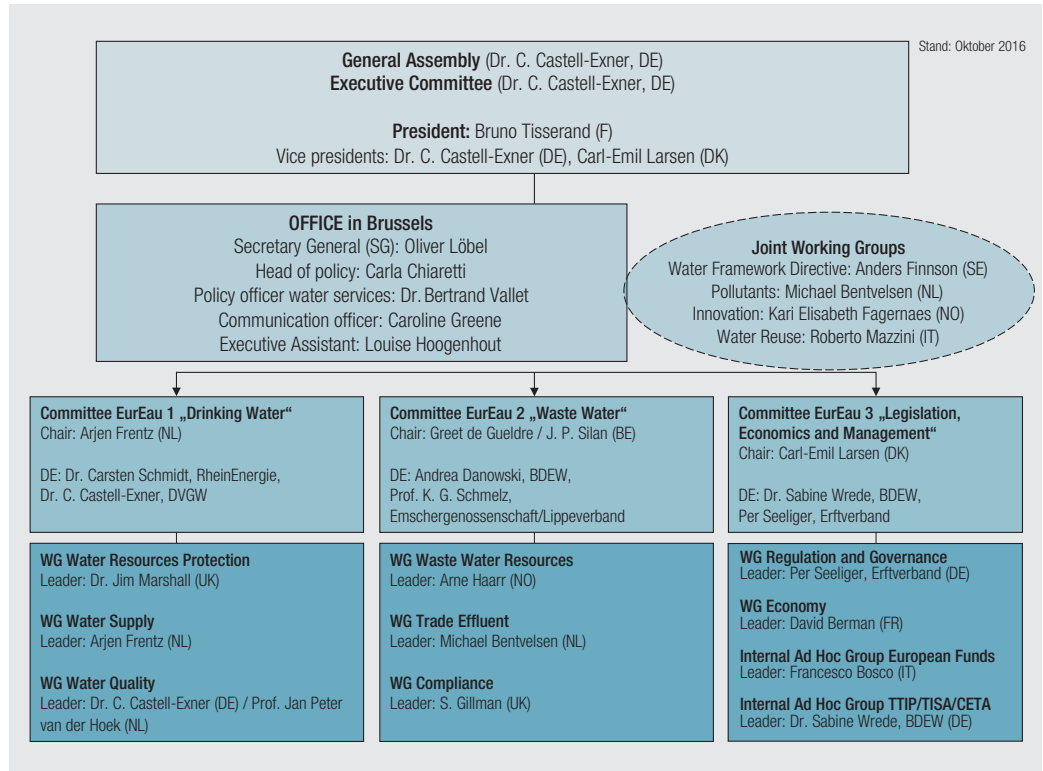 Stand: Oktober 2016
General Assembly (Dr. C. Castell-Exner, DE)
Executive Committee (Dr. C. Castell-Exner, DE)
President: Bruno Tisserand (F)
Vice presidents: Dr. C. Castell-Exner (DE), Carl-Emil Larsen (DK)
OFFICE in Brussels
Secretary General (SG): Oliver Löbel
Head of policy: Carla Chiaretti
Policy officer water services: Dr. Bertrand Vallet
Communication officer: Caroline Greene
Executive Assistant: Louise Hoogenhout
Joint Working Groups
Water Framework Directive: Anders Finnson (SE)
Pollutants: Michael Bentvelsen (NL)
Innovation: Kari Elisabeth Fagernaes (NO)
Water Reuse: Roberto Mazzini (IT)
Committee EurEau 1 „Drinking Water“
Chair: Arjen Frentz (NL)
DE: Dr. Carsten Schmidt, RheinEnergie,
Dr. C. Castell-Exner, DVGW
Committee EurEau 2 „Waste Water“
Chair: Greet de Gueldre / J. P. Silan (BE)
DE: Andrea Danowski, BDEW,
Prof. K. G. Schmelz,
Emschergenossenschaft/Lippeverband
Committee EurEau 3 „Legislation,
Economics and Management“
Chair: Carl-Emil Larsen (DK)
DE: Dr. Sabine Wrede, BDEW,
Per Seeliger, Erftverband
WG Water Resources Protection
Leader: Dr. Jim Marshall (UK)
WG Water Supply
Leader: Arjen Frentz (NL)
WG Water Quality
Leader: Dr. C. Castell-Exner (DE) / Prof. Jan Peter
van der Hoek (NL)
WG Waste Water Resources
Leader: Arne Haarr (NO)
WG Trade Effluent
Leader: Michael Bentvelsen (NL)
WG Compliance
Leader: S. Gillman (UK)
WG Regulation and Governance
Leader: Per Seeliger, Erftverband (DE)
WG Economy
Leader: David Berman (FR)
Internal Ad Hoc Group European Funds
Leader: Francesco Bosco (IT)
Internal Ad Hoc Group TTIP/TISA/CETA
Leader: Dr. Sabine Wrede, BDEW (DE)